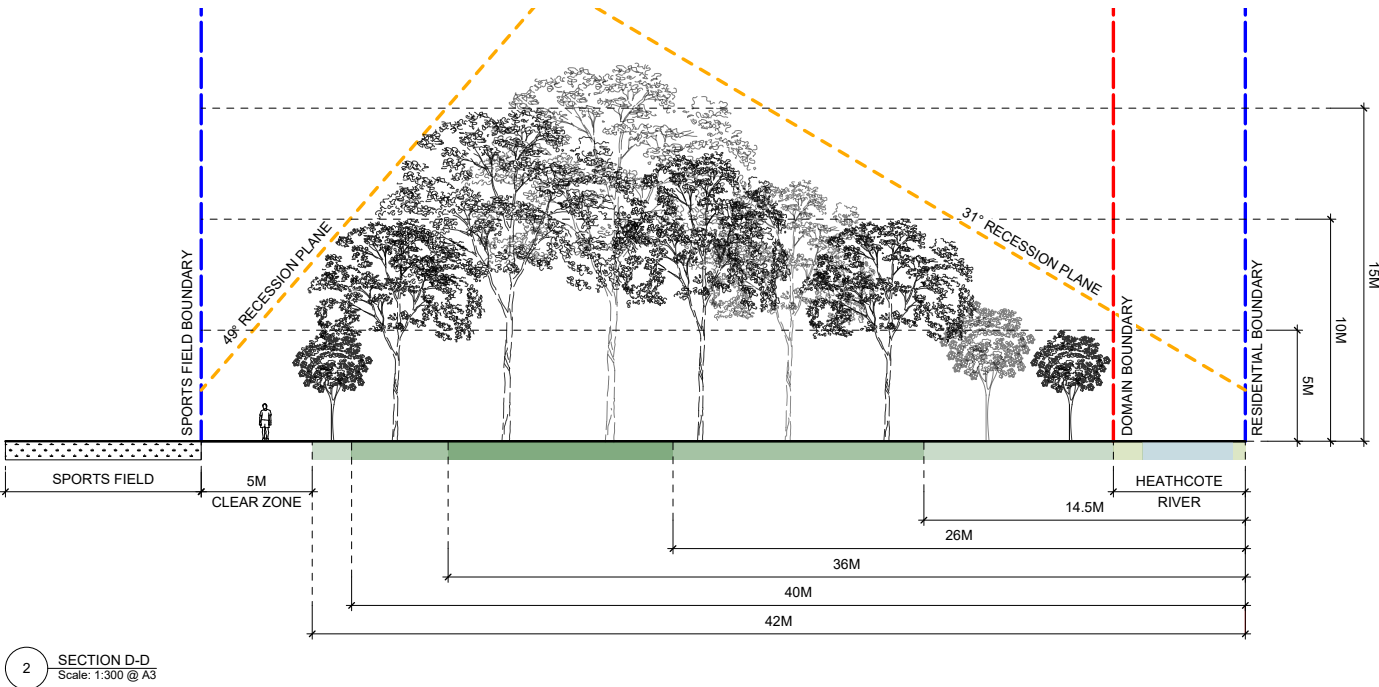 SPORTS FIELD BOUNDARY
49° RECESSION PLANE
31° RECESSION PLANE
DOMAIN BOUNDARY
RESIDENTIAL BOUNDARY
5M
10M
15M
SPORTS FIELD
5M
CLEAR ZONE
HEATHCOTE
RIVER
14.5M
26M
36M
40M
42M
2
SECTION D-D
Scale: 1:300 @ A3